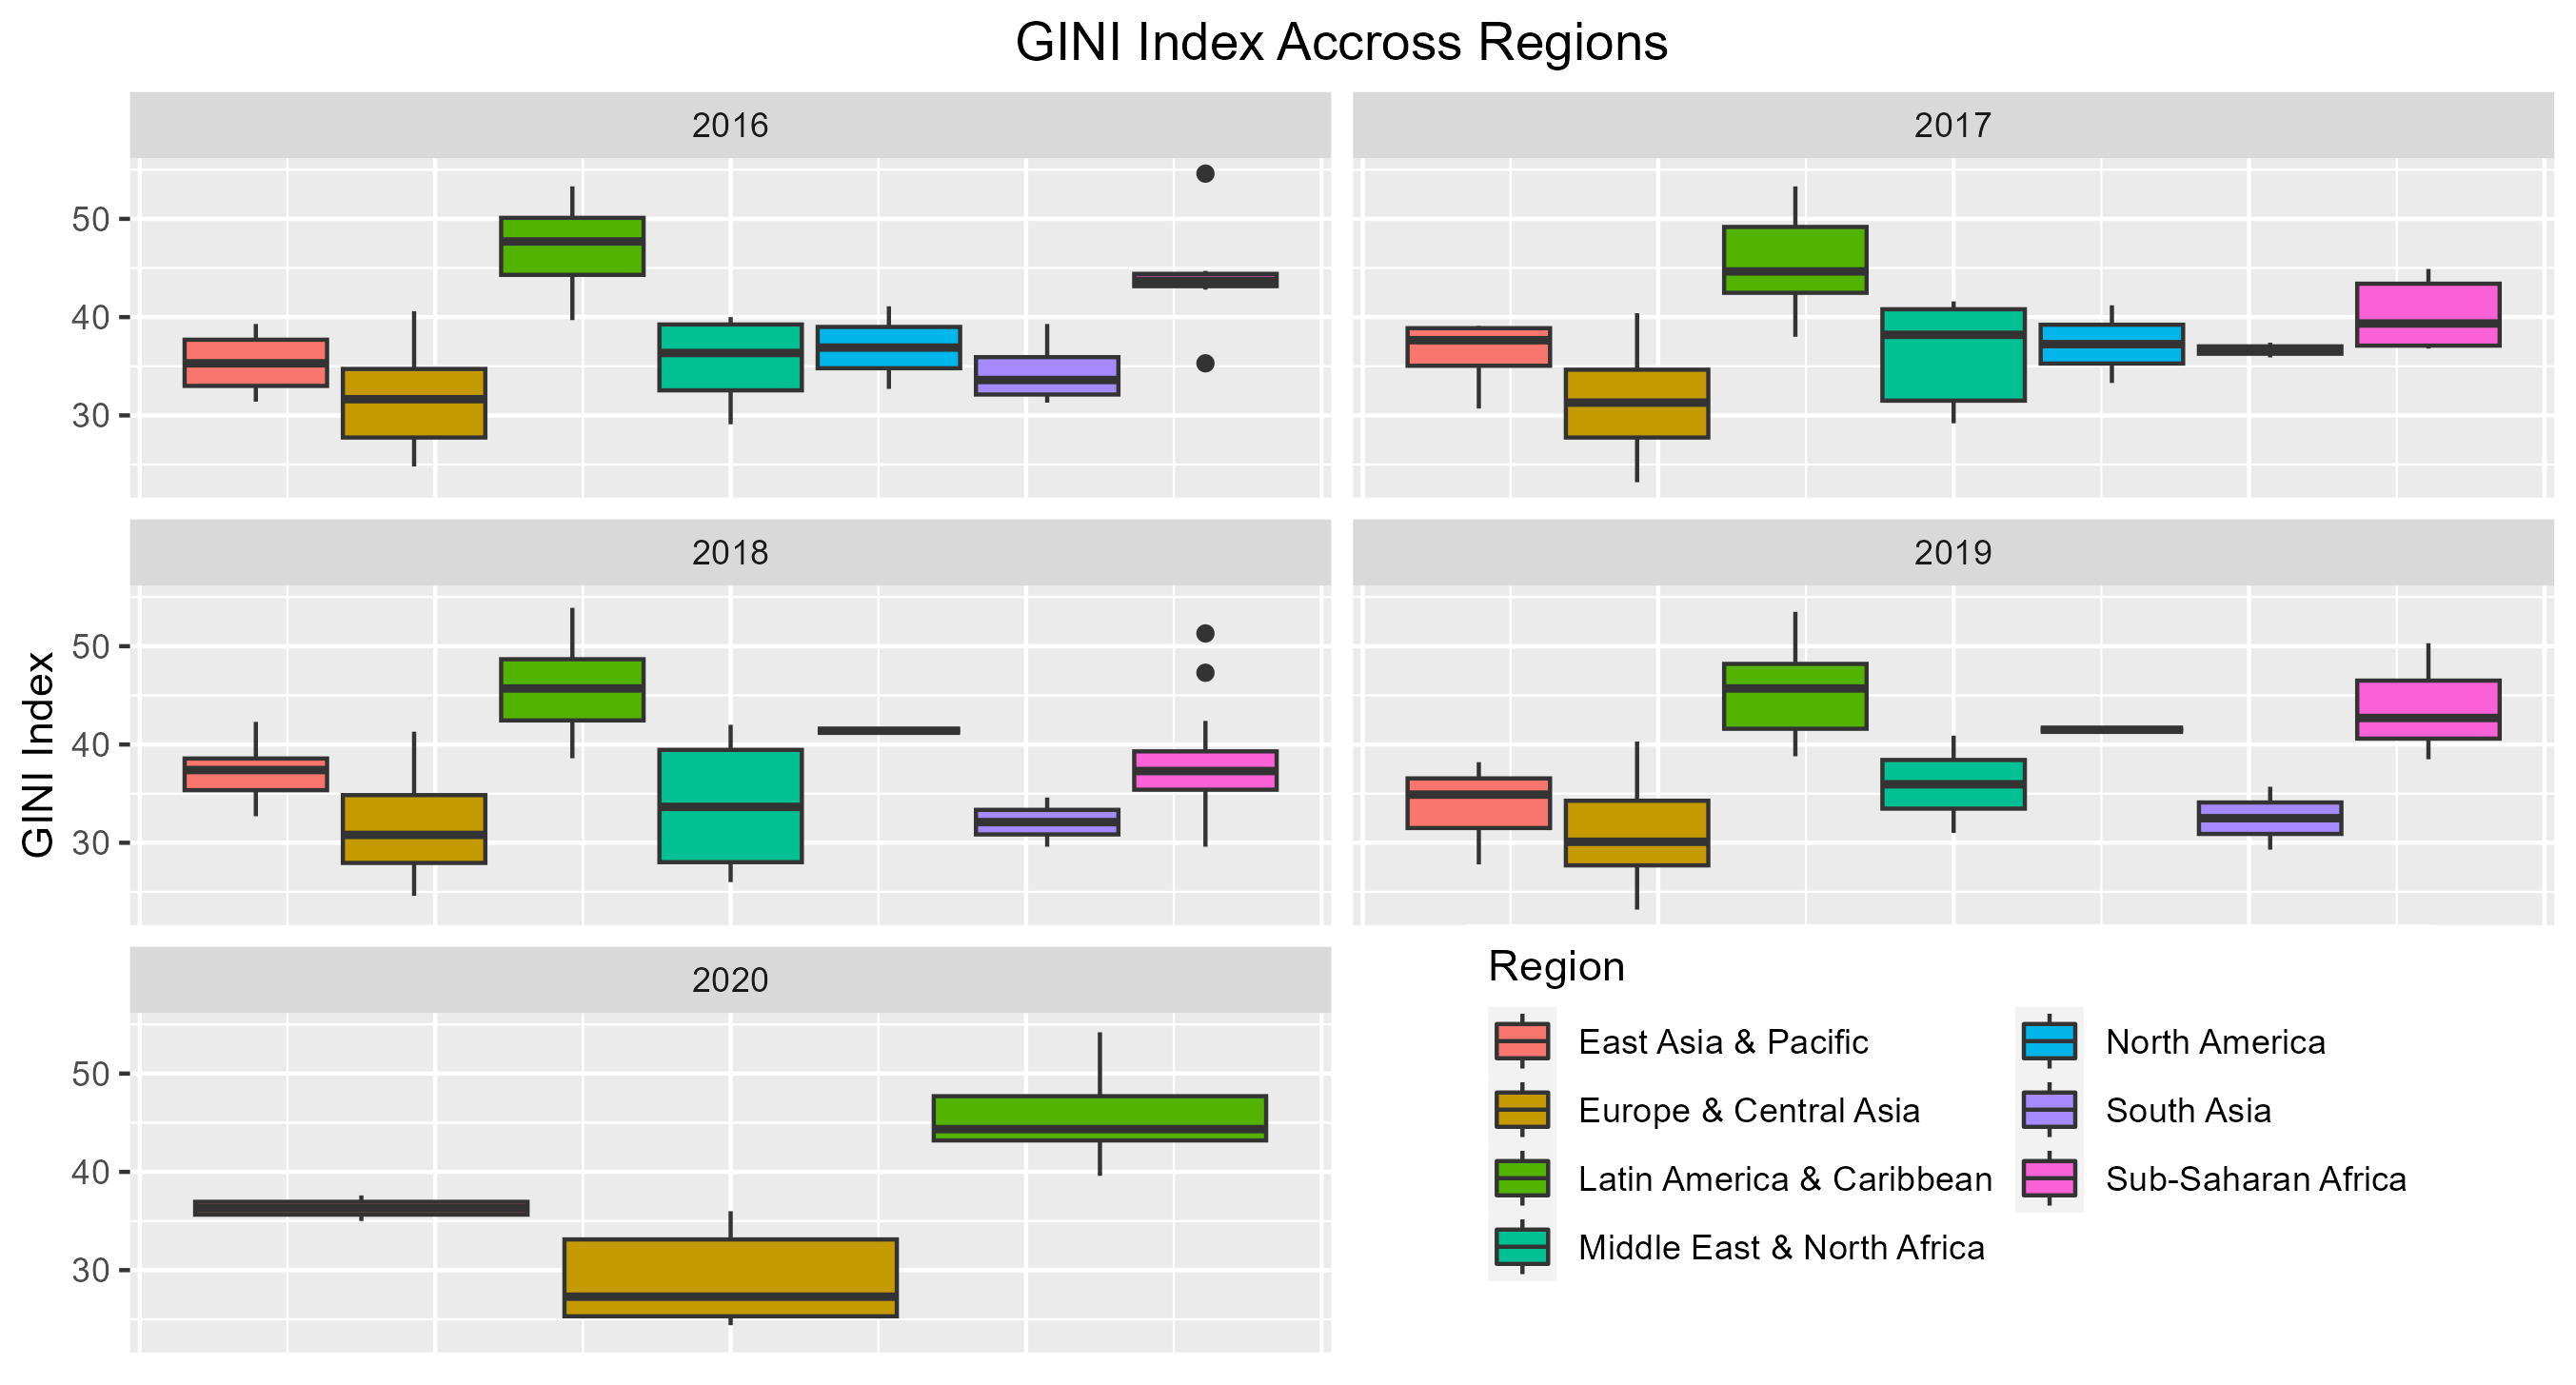 GINI Index Accross Regions
2016
2017
50
40
30
2018
2019
50
40
30
GINI Index
2020
50
40
30
Region
East Asia & Pacific
North America
Europe & Central Asia
South Asia
Latin America & Caribbean
Sub-Saharan Africa
Middle East & North Africa